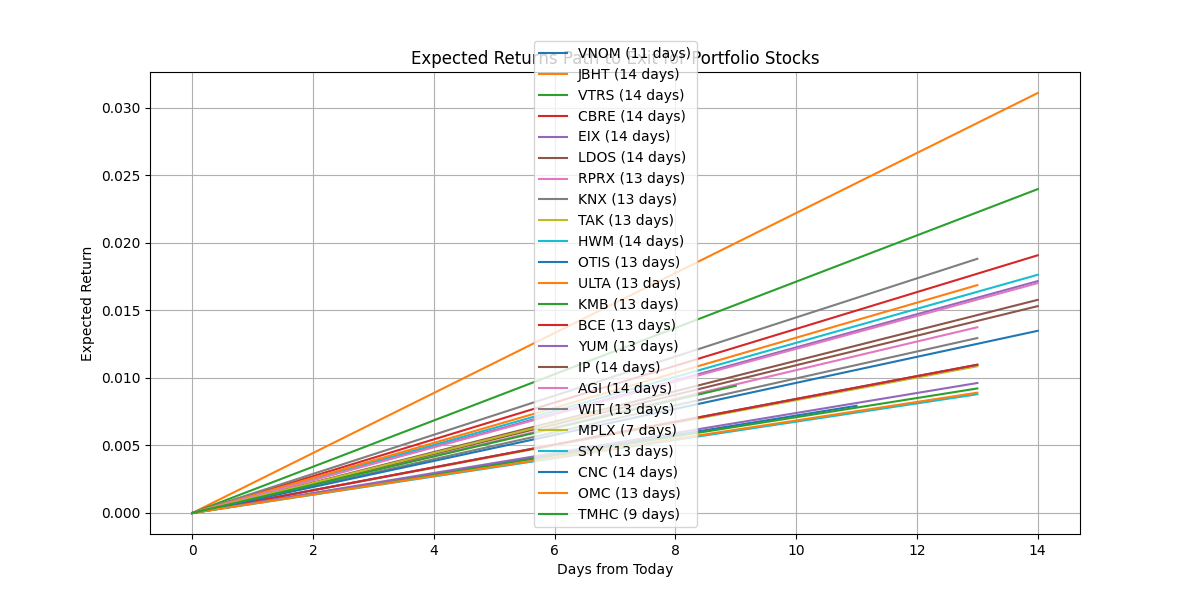 Expected Returns Path to Exit for Portfolio Stocks
VNOM (11 days)
JBHT (14 days)
VTRS (14 days)
CBRE (14 days)
EIX (14 days)
LDOS (14 days)
RPRX (13 days)
KNX (13 days)
TAK (13 days)
HWM (14 days)
OTIS (13 days)
ULTA (13 days)
KMB (13 days)
BCE (13 days)
YUM (13 days)
IP (14 days)
AGI (14 days)
WIT (13 days)
MPLX (7 days)
SYY (13 days)
CNC (14 days)
OMC (13 days)
TMHC (9 days)
Expected Return
0.030
0.025
0.020
0.015
0.010
0.005
0.000
0 2 4 6 8 10 12 14
Days from Today